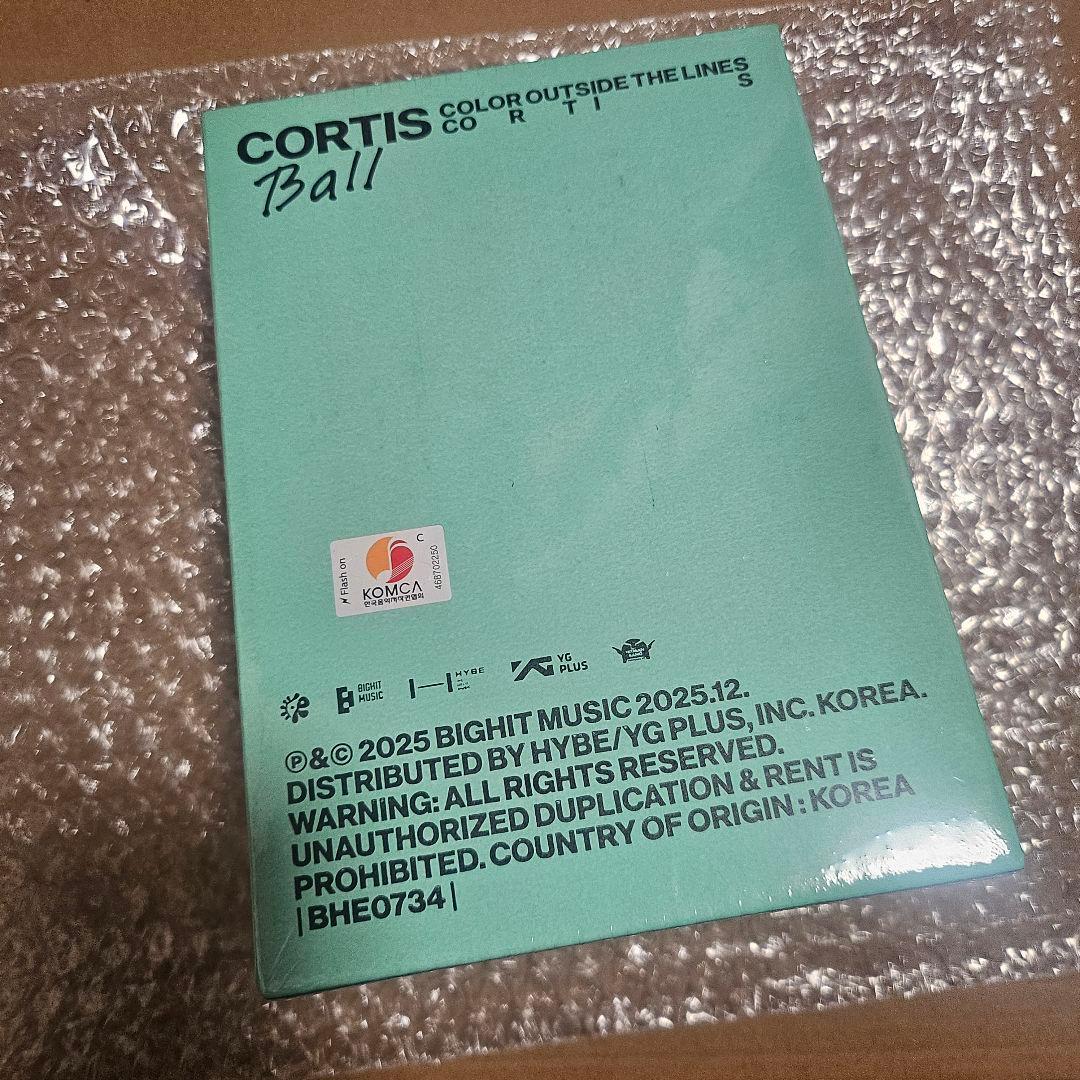 CORTIS
COLOR OUTSIDE THE LINES
CO R T I S
Ball
Flash on
C
KOMCA
한국음악저작권협회
468702250
BIGHIT
MUSIC
HYBE
YG
PLUS
℗&© 2025 BIGHIT MUSIC 2025.12.
DISTRIBUTED BY HYBE/YG PLUS, INC. KOREA.
WARNING: ALL RIGHTS RESERVED.
UNAUTHORIZED DUPLICATION & RENT IS
PROHIBITED. COUNTRY OF ORIGIN : KOREA
|BHE0734|